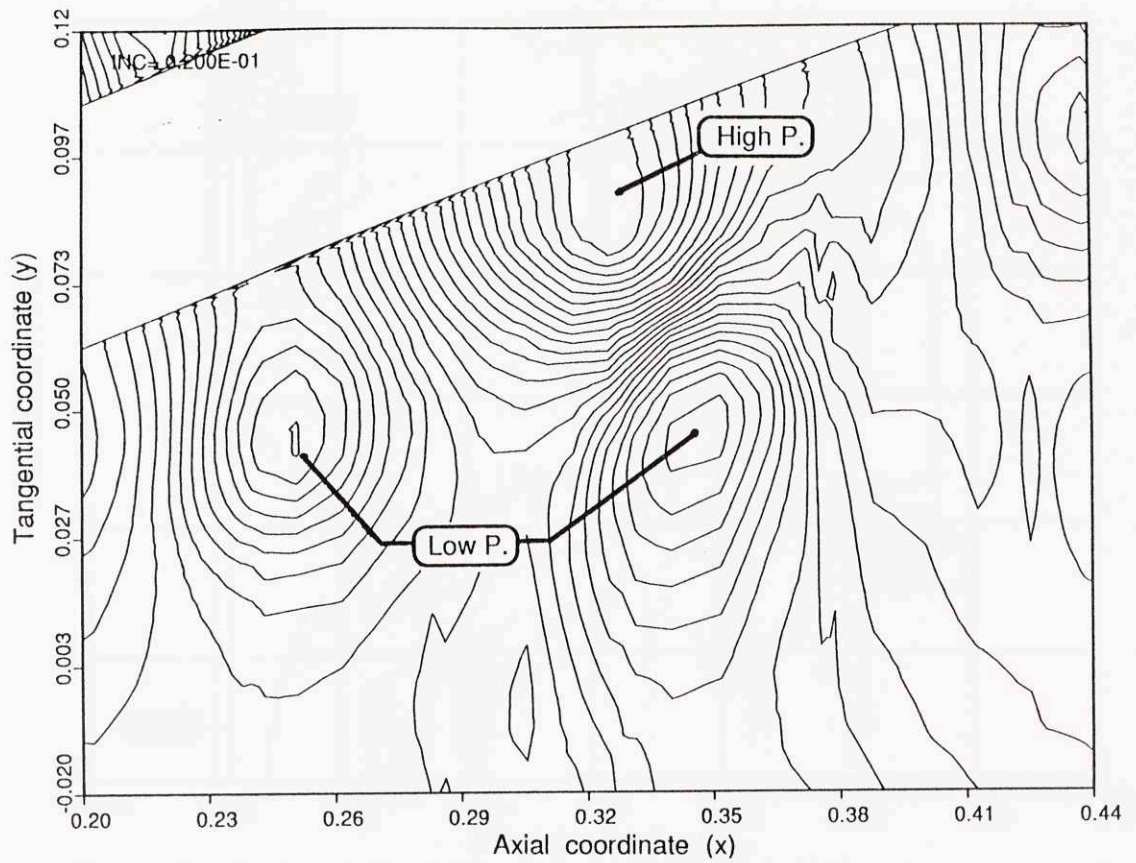 0.12
INC= 0.200E-01
High P.
0.097
0.073
Tangential coordinate (y)
0.050
Low P.
0.027
0.003
-0.020
0.20 0.23 0.26 0.29 0.32 0.35 0.38 0.41 0.44
Axial coordinate (x)